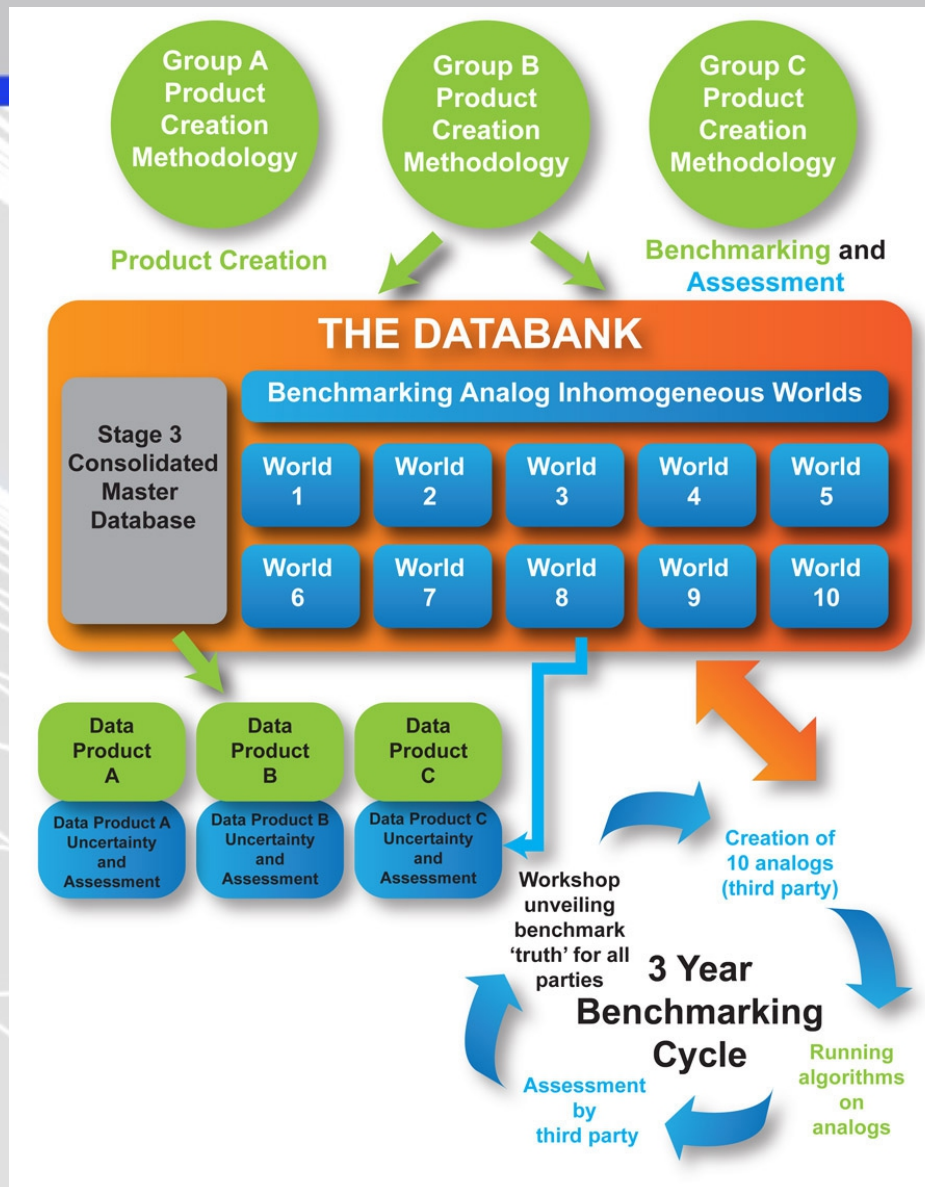 Group A
Product
Creation
Methodology
Group B
Product
Creation
Methodology
Group C
Product
Creation
Methodology
Product Creation
Benchmarking and
Assessment
THE DATABANK
Stage 3
Consolidated
Master
Database
Benchmarking Analog Inhomogeneous Worlds
World
1
World
2
World
3
World
4
World
5
World
6
World
7
World
8
World
9
World
10
Data
Product
A
Data
Product
B
Data
Product
C
Data Product A
Uncertainty
and
Assessment
Data Product B
Uncertainty
and
Assessment
Data Product C
Uncertainty
and
Assessment
Workshop
unveiling
benchmark
‘truth’ for all
parties
Creation of
10 analogs
(third party)
3 Year
Benchmarking
Cycle
Running
algorithms
on
analogs
Assessment
by
third party